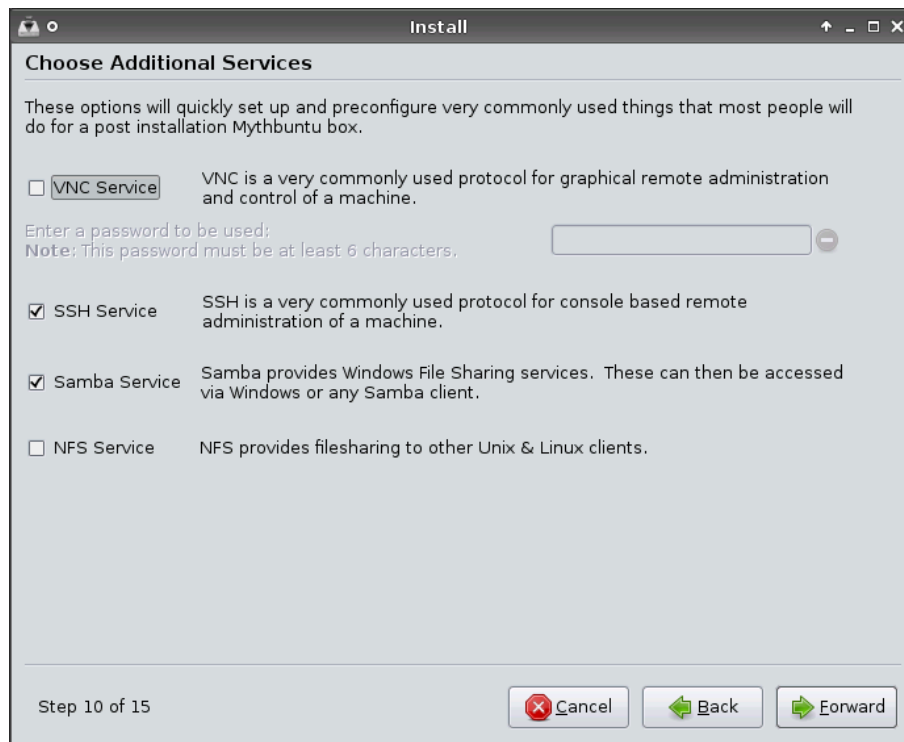 Install
Choose Additional Services
These options will quickly set up and preconfigure very commonly used things that most people will
do for a post installation Mythbuntu box.
VNC Service
VNC is a very commonly used protocol for graphical remote administration
and control of a machine.
Enter a password to be used:
Note: This password must be at least 6 characters.
SSH Service
SSH is a very commonly used protocol for console based remote
administration of a machine.
Samba Service
Samba provides Windows File Sharing services.  These can then be accessed
via Windows or any Samba client.
NFS Service
NFS provides filesharing to other Unix & Linux clients.
Step 10 of 15
Cancel
Back
Forward